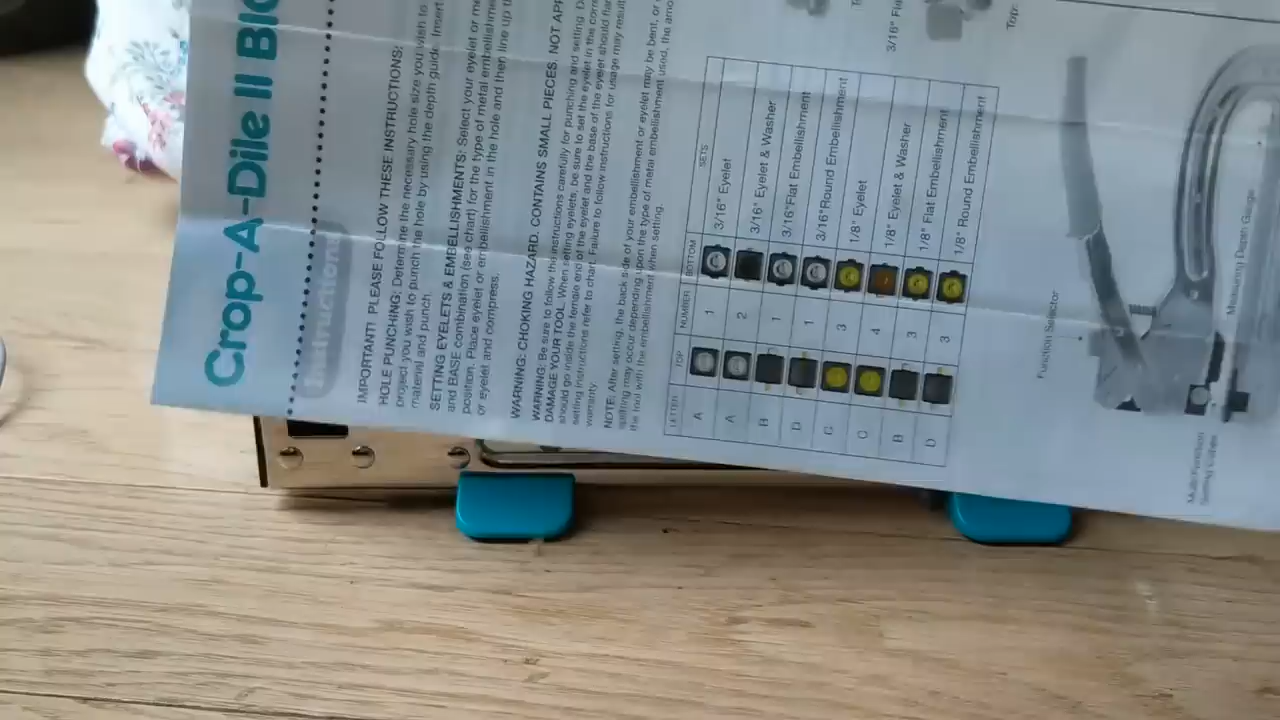 Crop-A-Dile II Big
Instructions
IMPORTANT! PLEASE FOLLOW THESE INSTRUCTIONS:
HOLE PUNCHING: Determine the necessary hole size you wish to
project you wish to punch the hole by using the depth guide. Insert
material and punch.
SETTING EYELETS & EMBELLISHMENTS: Select your eyelet or
and BASE combination (see chart) for the type of metal
position. Place eyelet or embellishment in the hole and then line up
or eyelet and compress.
WARNING: CHOKING HAZARD. CONTAINS SMALL PIECES. NOT
WARNING: Be sure to follow the instructions carefully for punching and setting.
DAMAGE YOUR TOOL. When setting eyelets, be sure to set the eyelet in the
should go inside the female end of the eyelet and the base of the eyelet should
setting instructions refer to chart. Failure to follow instructions for usage may
warranty.
NOTE: After setting, the back side of your embellishment or eyelet may be bent, or
splitting may occur depending upon the type of metal embellishment used, the
the tool with the embellishment when setting.
LETTER TOP NUMBER BOTTOM SETS
A 1 3/16" Eyelet
A 2 3/16" Eyelet & Washer
B 1 3/16"Flat Embellishment
D 1 3/16"Round Embellishment
C 3 1/8" Eyelet
C 4 1/8" Eyelet & Washer
B 3 1/8" Flat Embellishment
D 3 1/8" Round Embellishment
3/16"
Top:
Function Selector
Multi Function
Measuring Depth Gauge